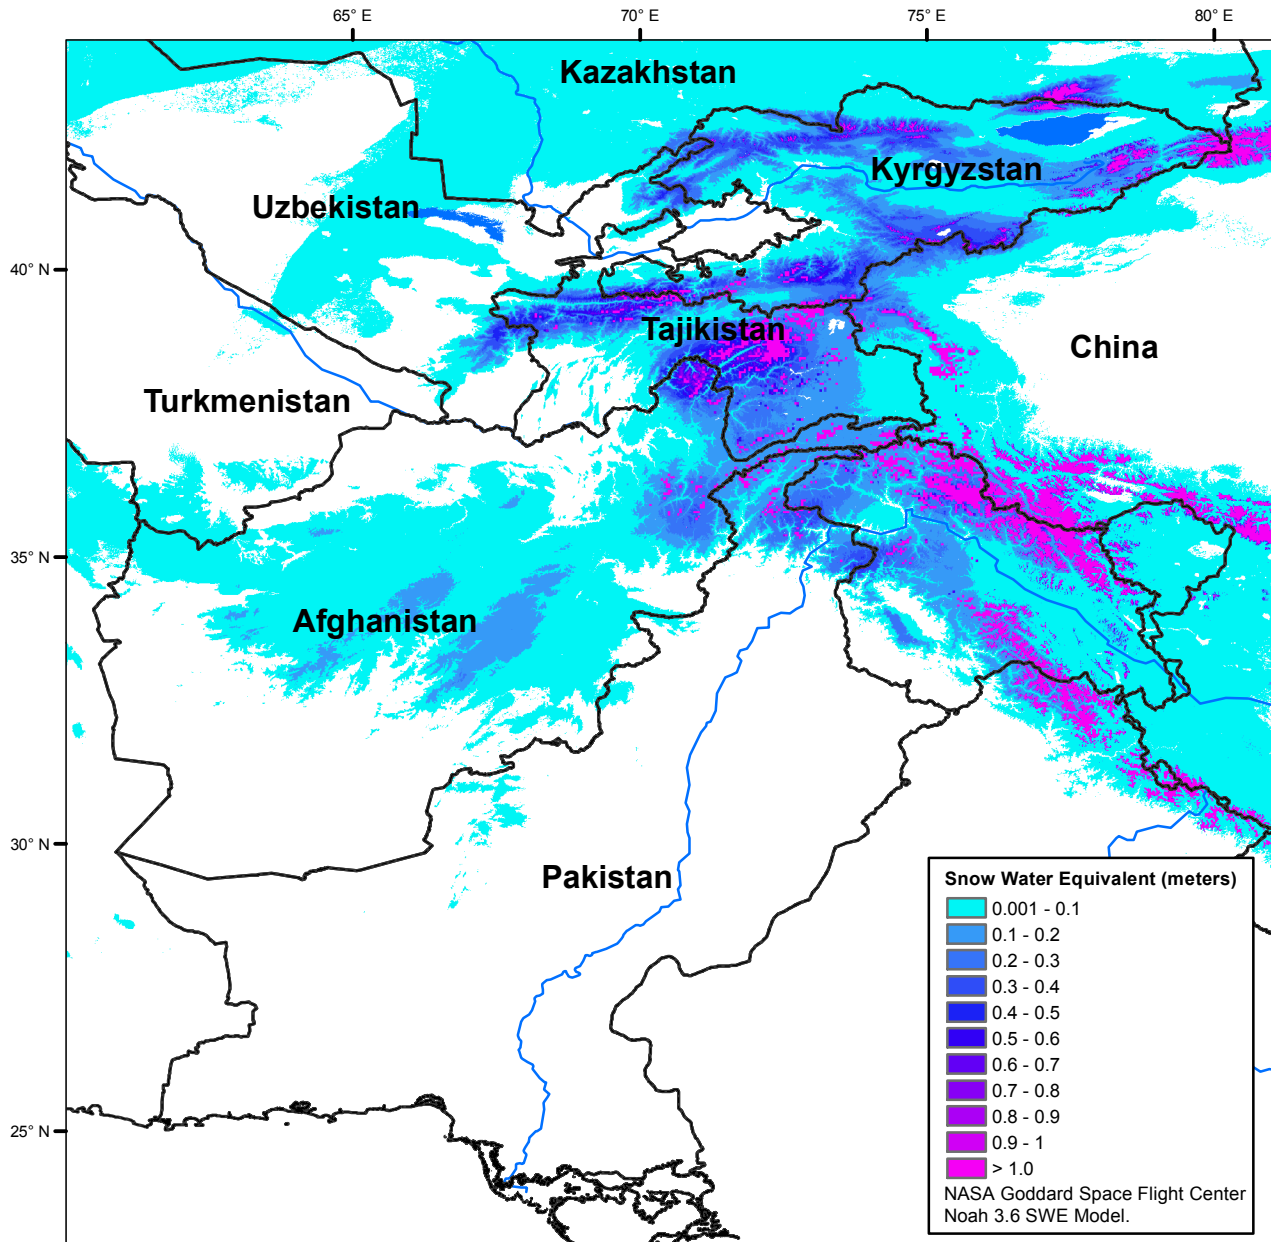 65° E
70° E
75° E
80° E
Kazakhstan
Kyrgyzstan
Uzbekistan
40° N
Tajikistan
China
Turkmenistan
35° N
Afghanistan
30° N
Pakistan
Snow Water Equivalent (meters)
0.001 - 0.1
0.1 - 0.2
0.2 - 0.3
0.3 - 0.4
0.4 - 0.5
0.5 - 0.6
0.6 - 0.7
0.7 - 0.8
0.8 - 0.9
0.9 - 1
> 1.0
25° N
NASA Goddard Space Flight Center
Noah 3.6 SWE Model.